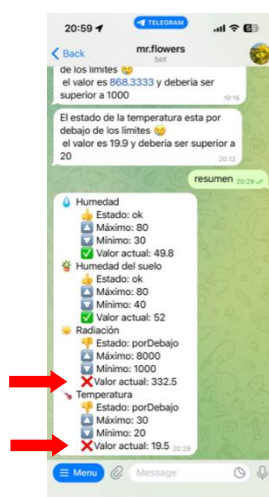 20:59
TELEGRAM
Back
mr.flowers
bot
de los limites
el valor es 868.3333 y deberia ser
superior a 1000
19:16
El estado de la temperatura esta por
debajo de los limites
el valor es 19.9 y deberia ser superior a
20
20:12
resumen 20:29
Humedad
Estado: ok
Máximo: 80
Mínimo: 30
Valor actual: 49.8
Humedad del suelo
Estado: ok
Máximo: 80
Mínimo: 40
Valor actual: 52
Radiación
Estado: porDebajo
Máximo: 8000
Mínimo: 1000
Valor actual: 332.5
Temperatura
Estado: porDebajo
Máximo: 30
Mínimo: 20
Valor actual: 19.5 20:29
Menu
Message